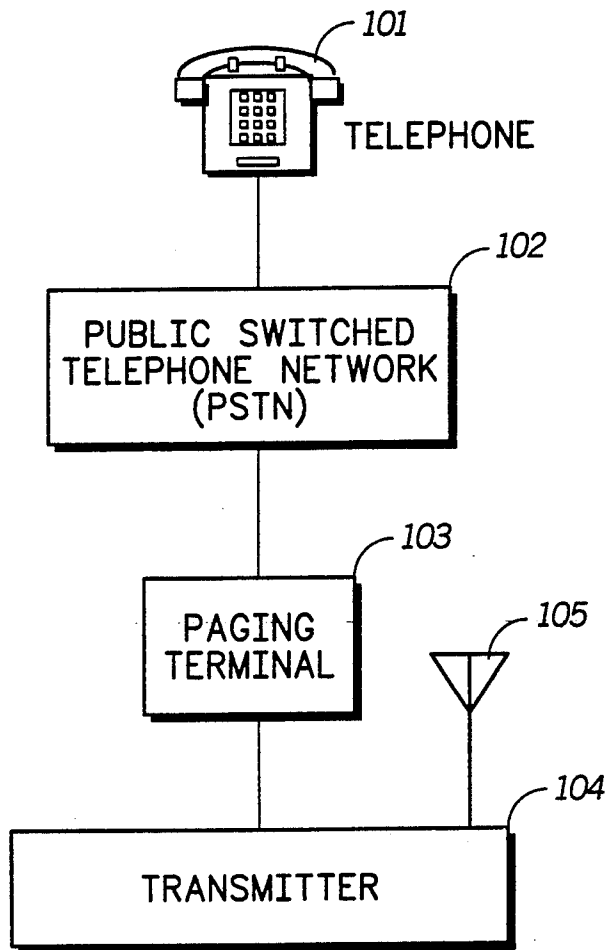 101
TELEPHONE
102
PUBLIC SWITCHED
TELEPHONE NETWORK
(PSTN)
103
PAGING
TERMINAL
105
104
TRANSMITTER